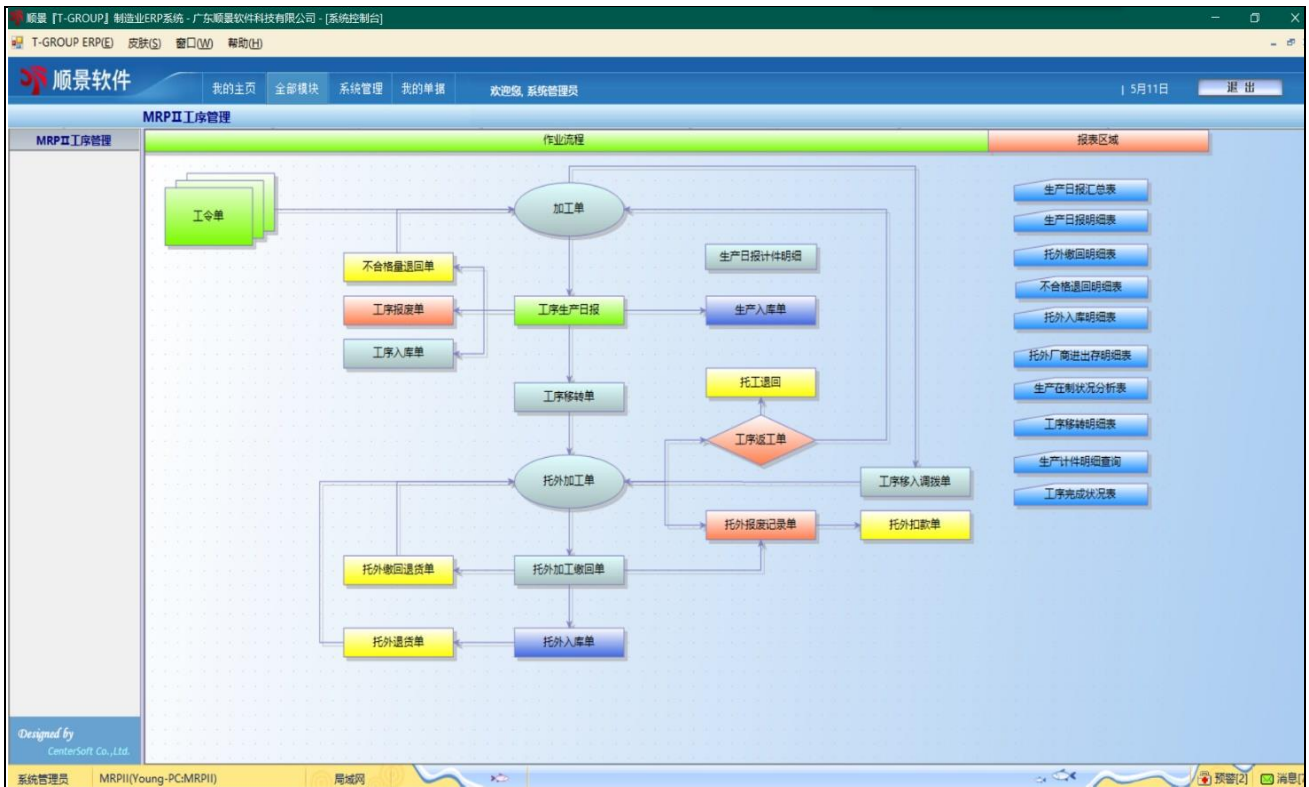 顺景『T-GROUP』制造业ERP系统 - 广东顺景软件科技有限公司 - [系统控制台]
T-GROUP ERP(E) 皮肤(S) 窗口(W) 帮助(H)
顺景软件 我的主页 全部模块 系统管理 我的单据 欢迎您, 系统管理员 | 5月11日 退 出
MRPⅡ工序管理
MRPⅡ工序管理 作业流程 报表区域
工令单
加工单
生产日报汇总表
生产日报明细表
不合格量退回单
生产日报计件明细
托外缴回明细表
不合格退回明细表
工序报废单
工序生产日报
生产入库单
托外入库明细表
工序入库单
托外厂商进出存明细表
工序移转单
托工退回
生产在制状况分析表
工序返工单
工序移转明细表
生产计件明细查询
托外加工单
工序移入调拨单
工序完成状况表
托外报废记录单
托外扣款单
托外缴回退货单
托外加工缴回单
托外退货单
托外入库单
Designed by
CenterSoft Co.,Ltd.
系统管理员 MRPII(Young-PC:MRPII) 局域网 预警[2] 消息[